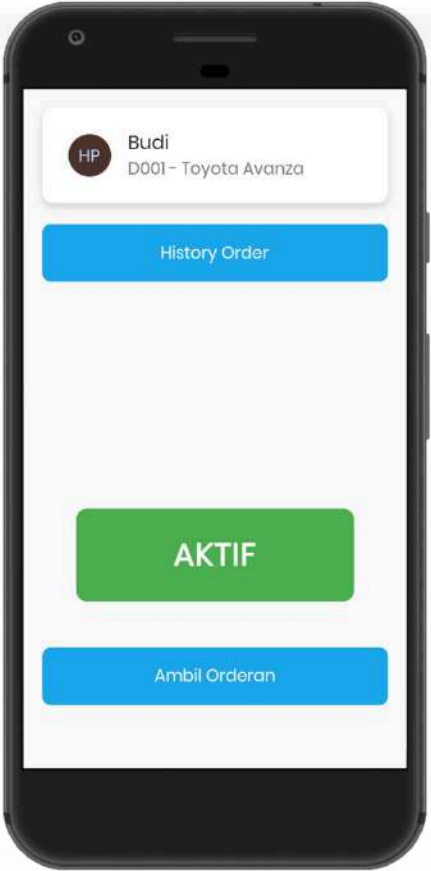 HP
Budi
D001 - Toyota Avanza
History Order
AKTIF
Ambil Orderan